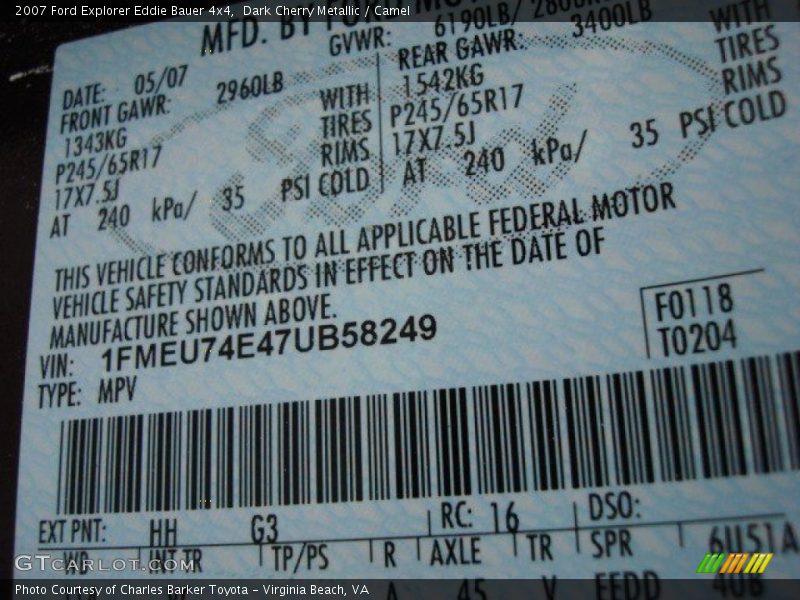 2007 Ford Explorer Eddie Bauer 4x4, Dark Cherry Metallic / Camel
MFD. BY
GVWR: 6190LB/
DATE: 05/07
FRONT GAWR: 2960LB
1343KG WITH
P245/65R17 TIRES
17X7.5J RIMS
AT 240 kPa/ 35 PSI COLD
REAR GAWR: 3400LB
1542KG WITH
P245/65R17 TIRES
17X7.5J RIMS
AT 240 kPa/ 35 PSI COLD
THIS VEHICLE CONFORMS TO ALL APPLICABLE FEDERAL MOTOR
VEHICLE SAFETY STANDARDS IN EFFECT ON THE DATE OF
MANUFACTURE SHOWN ABOVE.
VIN: 1FMEU74E47UB58249
TYPE: MPV
F0118
T0204
EXT PNT: HH G3 RC: 16 DSO:
WB INT TR TP/PS R AXLE TR SPR 6U51A
45 V
GTCARLOT.COM
Photo Courtesy of Charles Barker Toyota - Virginia Beach, VA